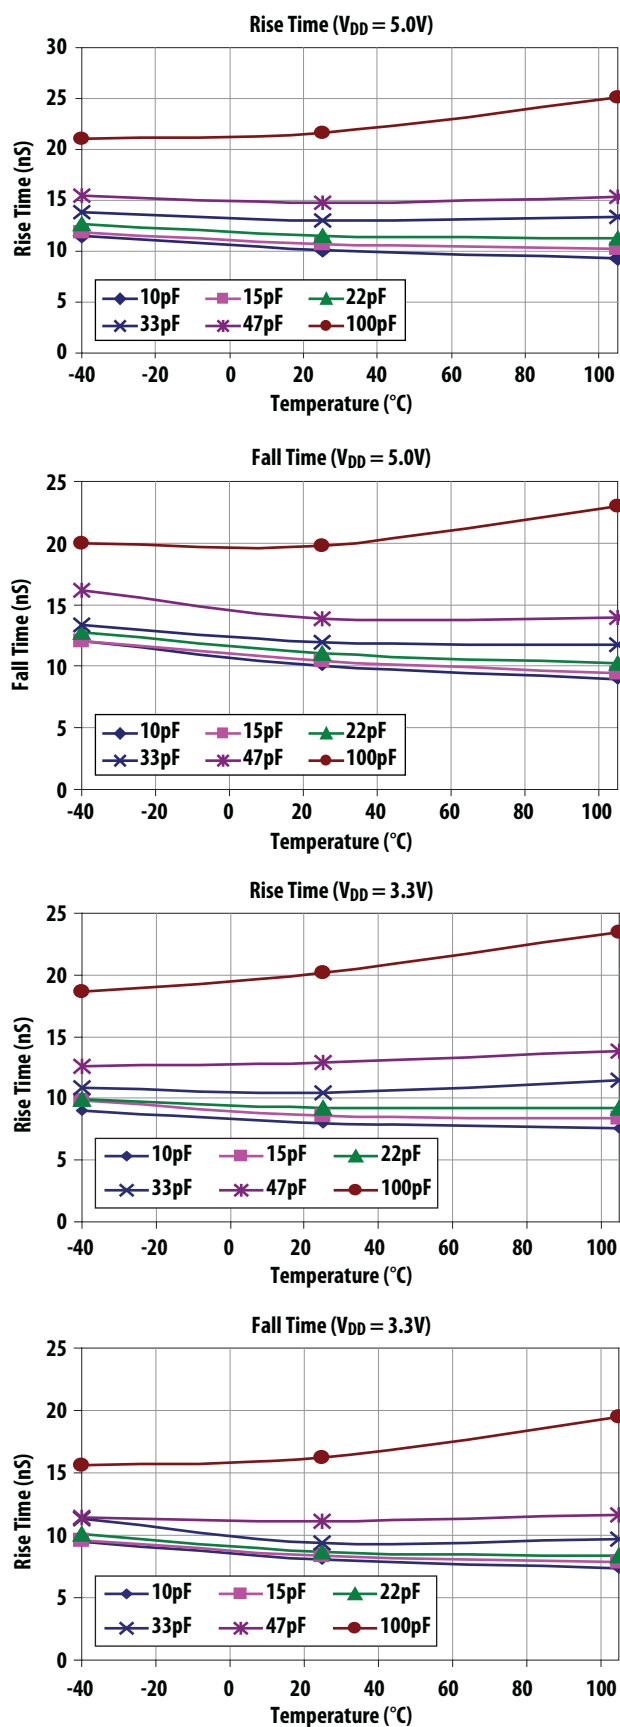 Rise Time (VDD = 5.0V)
30
25
20
15
10
5
0
Rise Time (nS)
10pF 15pF 22pF
33pF 47pF 100pF
-40 -20 0 20 40 60 80 100
Temperature (°C)
Fall Time (VDD = 5.0V)
25
20
15
10
5
0
Fall Time (nS)
10pF 15pF 22pF
33pF 47pF 100pF
-40 -20 0 20 40 60 80 100
Temperature (°C)
Rise Time (VDD = 3.3V)
25
20
15
10
5
0
Rise Time (nS)
10pF 15pF 22pF
33pF 47pF 100pF
-40 -20 0 20 40 60 80 100
Temperature (°C)
Fall Time (VDD = 3.3V)
25
20
15
10
5
0
Rise Time (nS)
10pF 15pF 22pF
33pF 47pF 100pF
-40 -20 0 20 40 60 80 100
Temperature (°C)